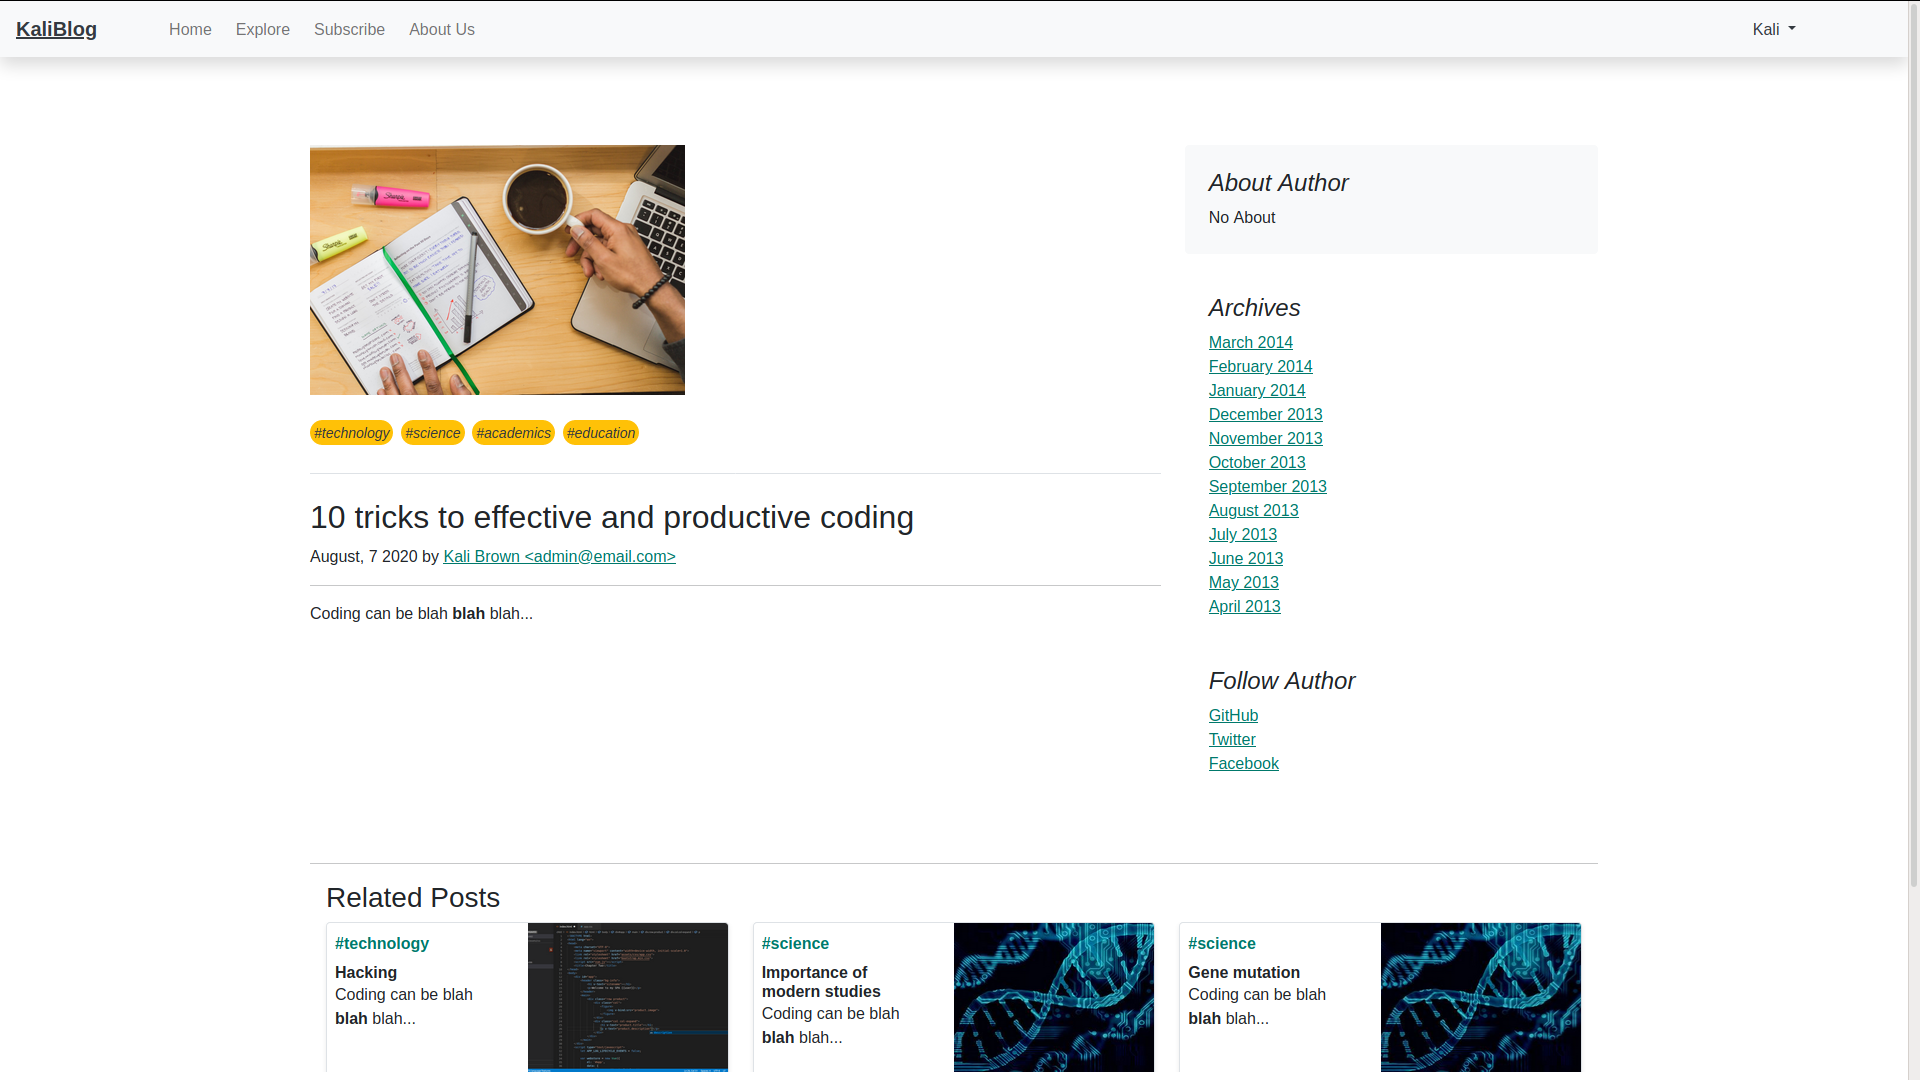 KaliBlog Home Explore Subscribe About Us Kali
Sharpie
Sharpie
#technology #science #academics #education
10 tricks to effective and productive coding
August, 7 2020 by Kali Brown <admin@email.com>
Coding can be blah blah blah...
About Author
No About
Archives
March 2014
February 2014
January 2014
December 2013
November 2013
October 2013
September 2013
August 2013
July 2013
June 2013
May 2013
April 2013
Follow Author
GitHub
Twitter
Facebook
Related Posts
#technology
Hacking
Coding can be blah
blah blah...
#science
Importance of
modern studies
Coding can be blah
blah blah...
#science
Gene mutation
Coding can be blah
blah blah...